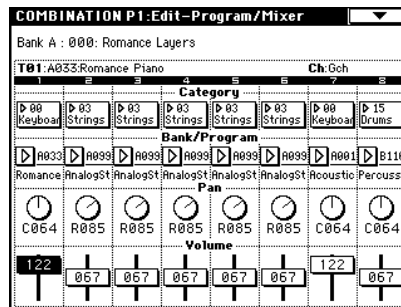 COMBINATION P1:Edit-Program/Mixer
Bank A : 000: Romance Layers
T01:A033:Romance Piano Ch:Gch
1 2 3 4 5 6 7 8
Category
00 03 03 03 03 03 00 15
Keyboar Strings Strings Strings Strings Strings Keyboar Drums
Bank/Program
A033 A099 A099 A099 A099 A099 A001 B110
Romance AnalogSt AnalogSt AnalogSt AnalogSt AnalogSt Acoustic Percuss
Pan
C064 R085 R085 R085 R085 R085 C064 C064
Volume
122 067 067 067 067 067 122 067